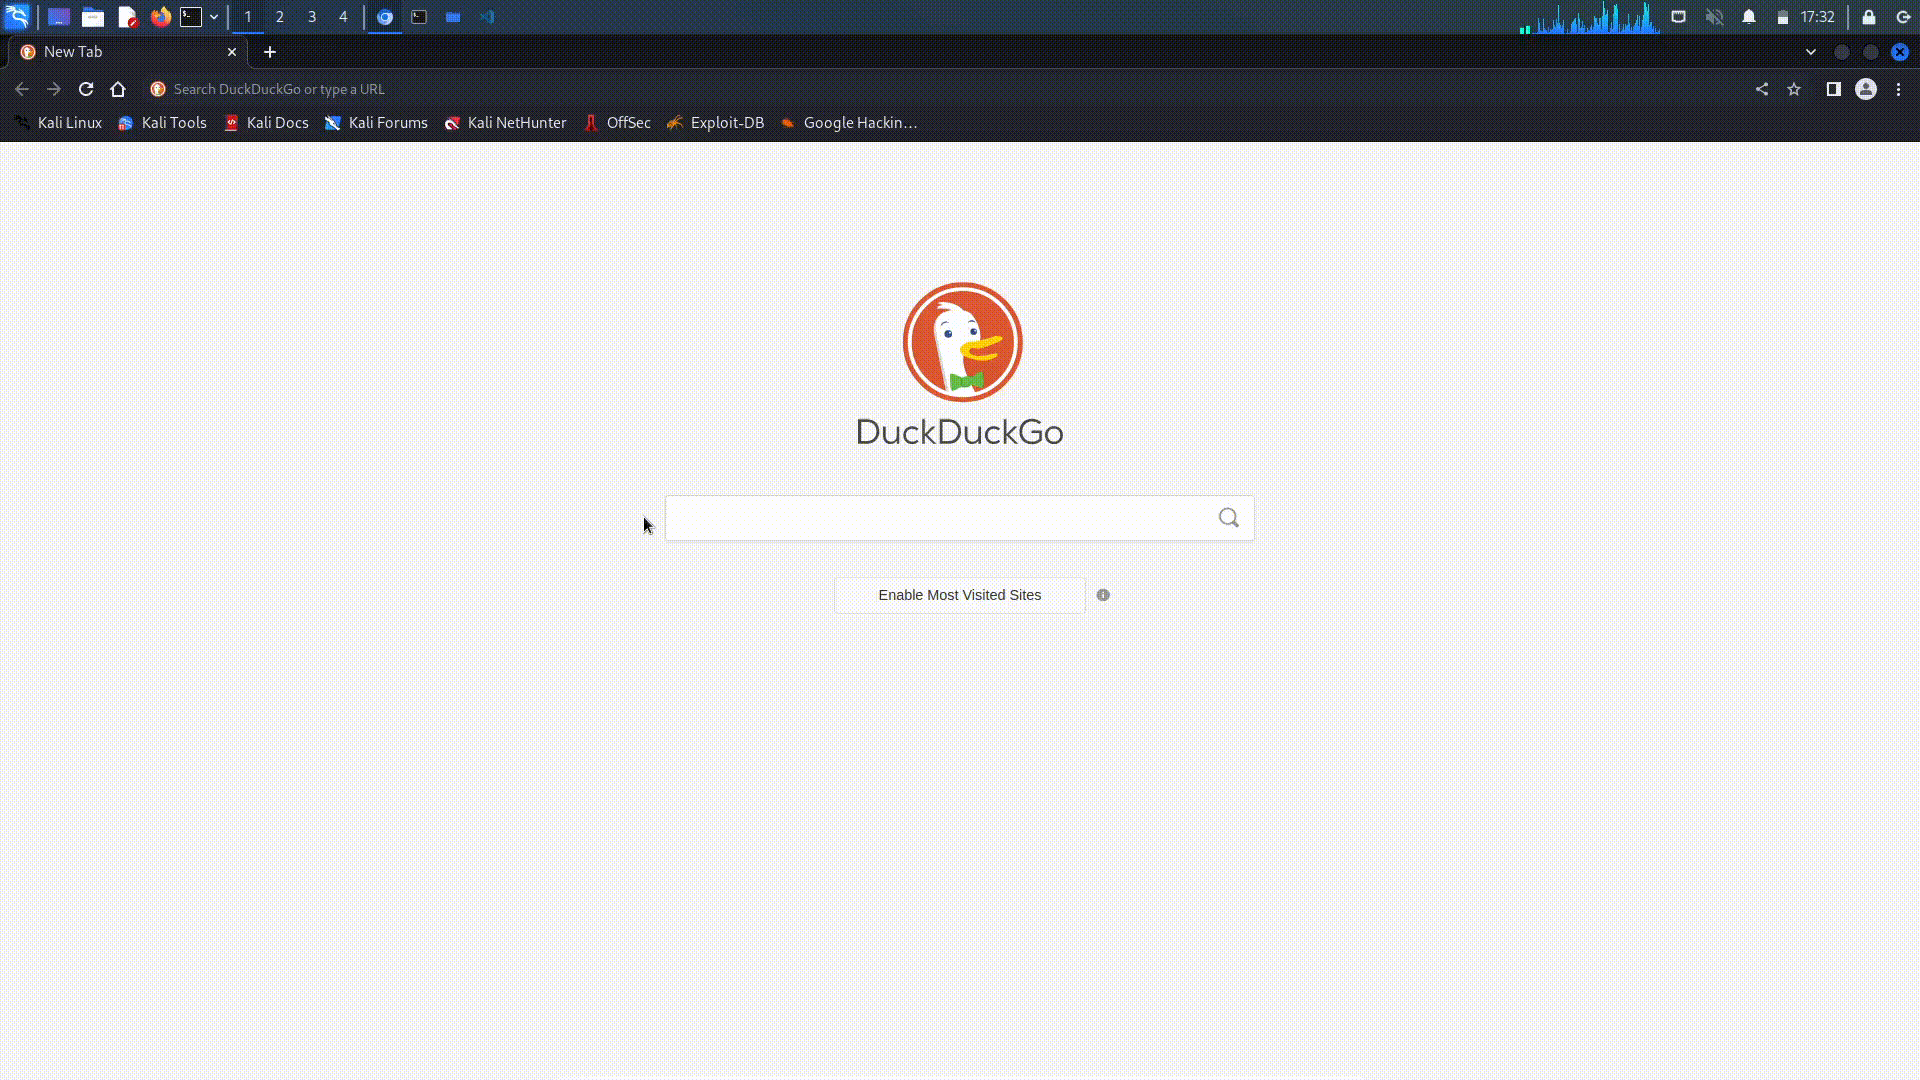 1 2 3 4 17:32
New Tab
Search DuckDuckGo or type a URL
Kali Linux Kali Tools Kali Docs Kali Forums Kali NetHunter OffSec Exploit-DB Google Hackin…
DuckDuckGo
Enable Most Visited Sites